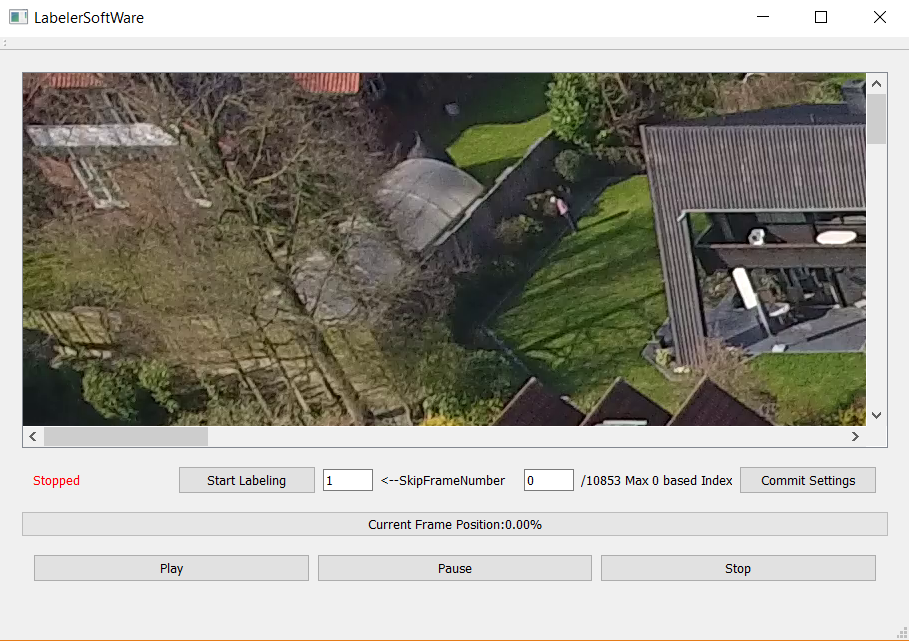 LabelerSoftWare
Stopped
Start Labeling
1
<--SkipFrameNumber
0
/10853 Max 0 based Index
Commit Settings
Current Frame Position:0.00%
Play
Pause
Stop